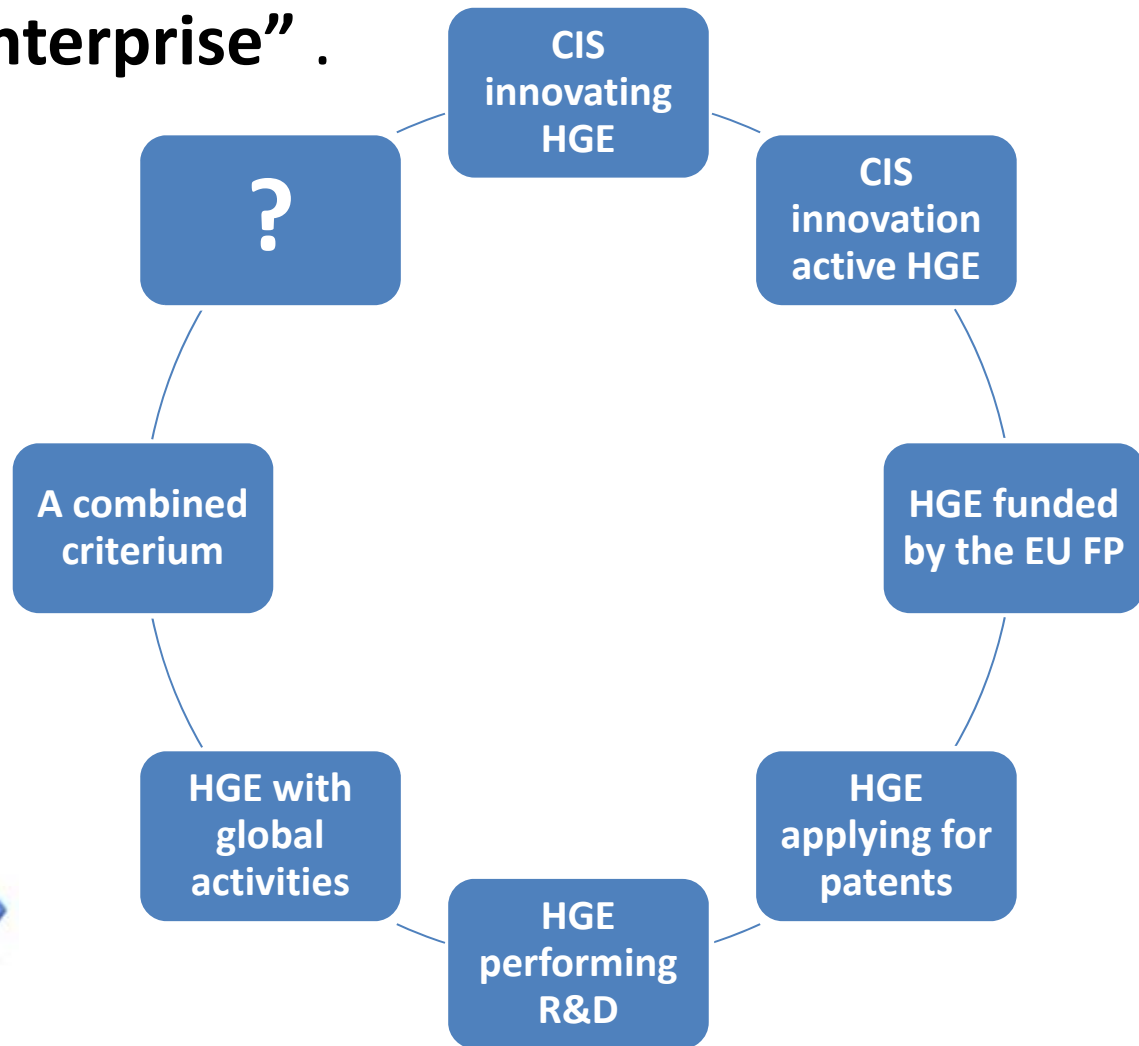 nterprise” .
CIS
innovating
HGE
CIS
innovation
active HGE
HGE funded
by the EU FP
HGE
applying for
patents
HGE
performing
R&D
HGE with
global
activities
A combined
criterium
?